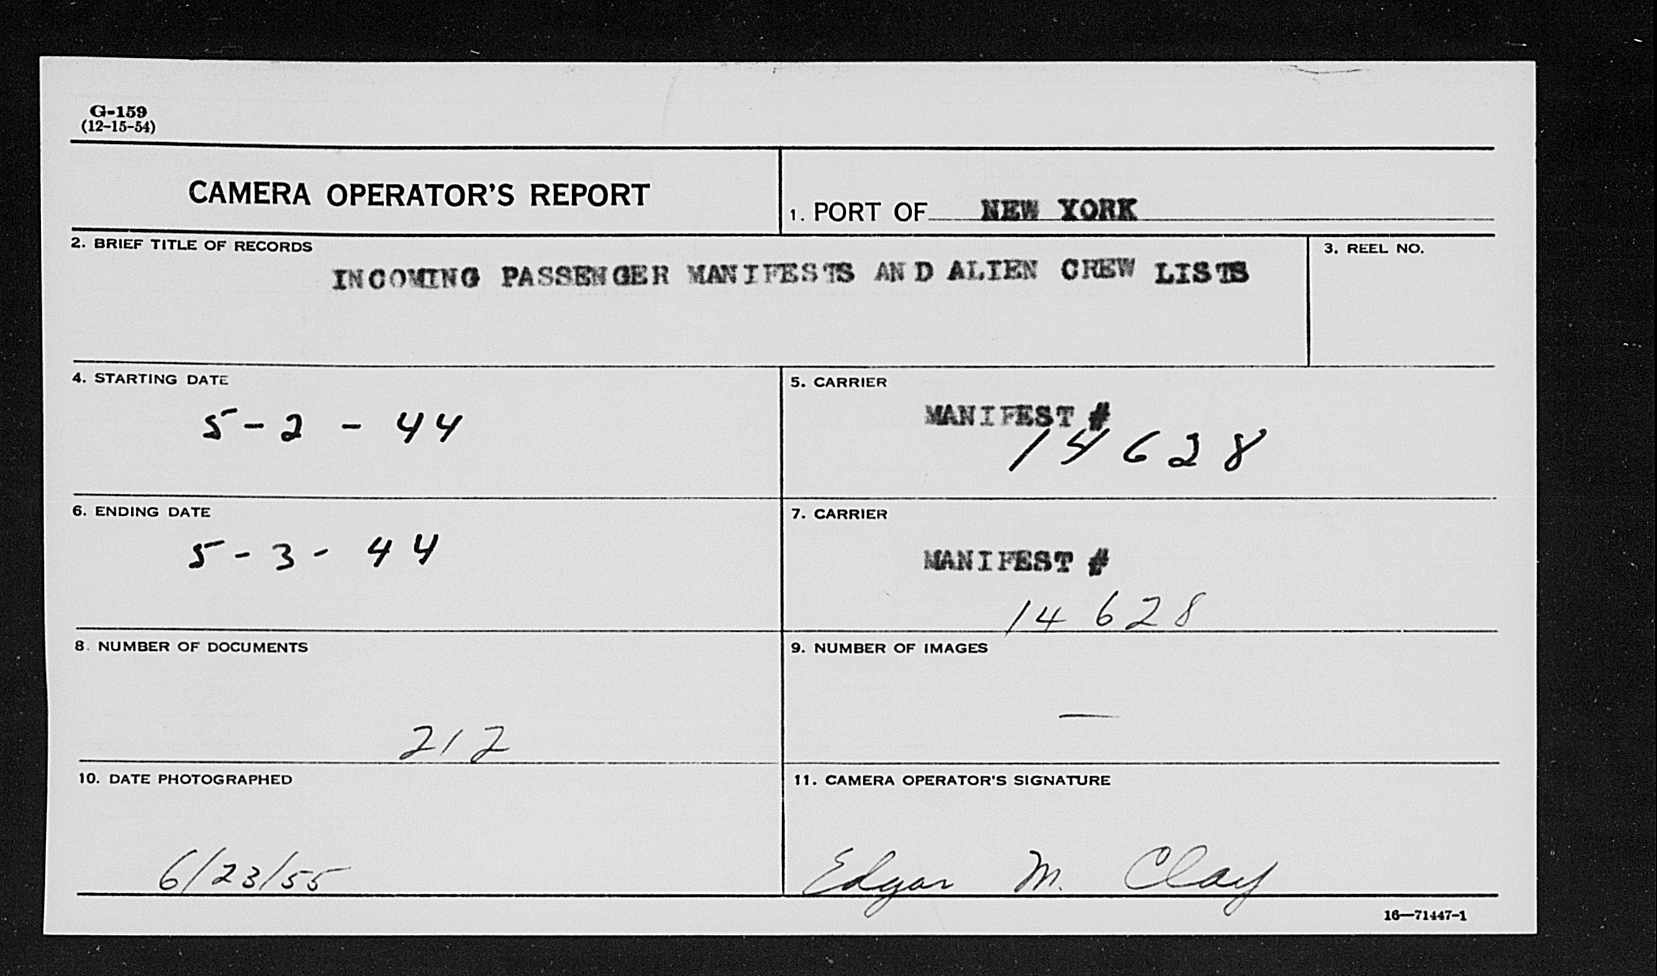 G-159
(12-15-54)
CAMERA OPERATOR'S REPORT
1. PORT OF NEW YORK
2. BRIEF TITLE OF RECORDS
INCOMING PASSENGER MANIFESTS AND ALIEN CREW LISTS
3. REEL NO.
4. STARTING DATE
5-2-44
5. CARRIER
MANIFEST #
14628
6. ENDING DATE
5-3-44
7. CARRIER
MANIFEST #
14628
8. NUMBER OF DOCUMENTS
212
9. NUMBER OF IMAGES
—
10. DATE PHOTOGRAPHED
6/23/55
11. CAMERA OPERATOR'S SIGNATURE
Edgar M. Clay
16—71447-1